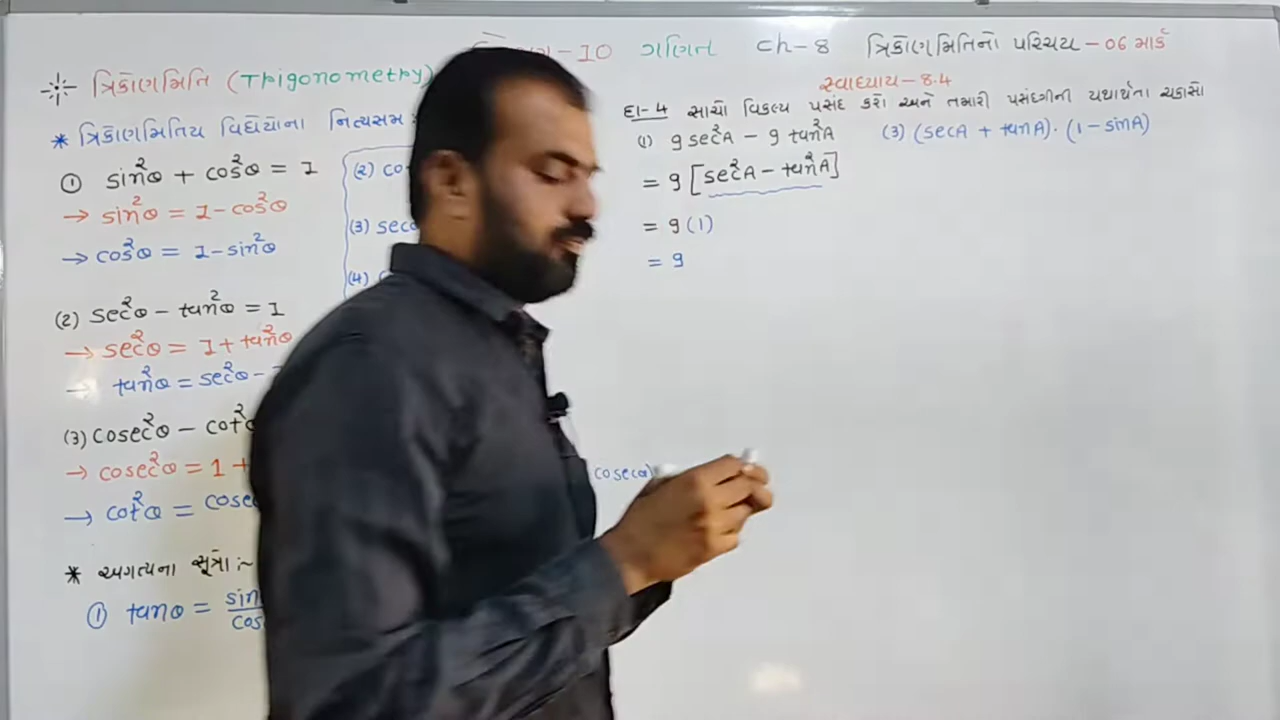 -10 ગણિત ch-8 ત્રિકોણમિતિનો પરિચય - 06 માર્ક
ત્રિકોણમિતિ (Trigonometry)
* ત્રિકોણમિતિય વિધેયોના નિત્યસમ :
① sin²θ + cos²θ = 1
→ sin²θ = 1-cos²θ
→ cos²θ = 1-sin²θ
(2) sec²θ - tan²θ = 1
→ sec²θ = 1+tan²θ
→ tan²θ = sec²θ -
(3) cosec²θ - cot²θ
→ cosec²θ = 1 +
→ cot²θ =
* અગત્યના સૂત્રો :~
① tanθ = sin
cos
(2) co
(3) sec
(4)
સ્વાધ્યાય-8.4
દા-4 સાચો વિકલ્પ પસંદ કરો અને તમારી પસંદગીની યથાર્થતા ચકાસો
(1) 9 sec²A - 9 tan²A
= 9 [sec²A - tan²A]
= 9(1)
= 9
(3) (secA + tanA)·(1-sinA)